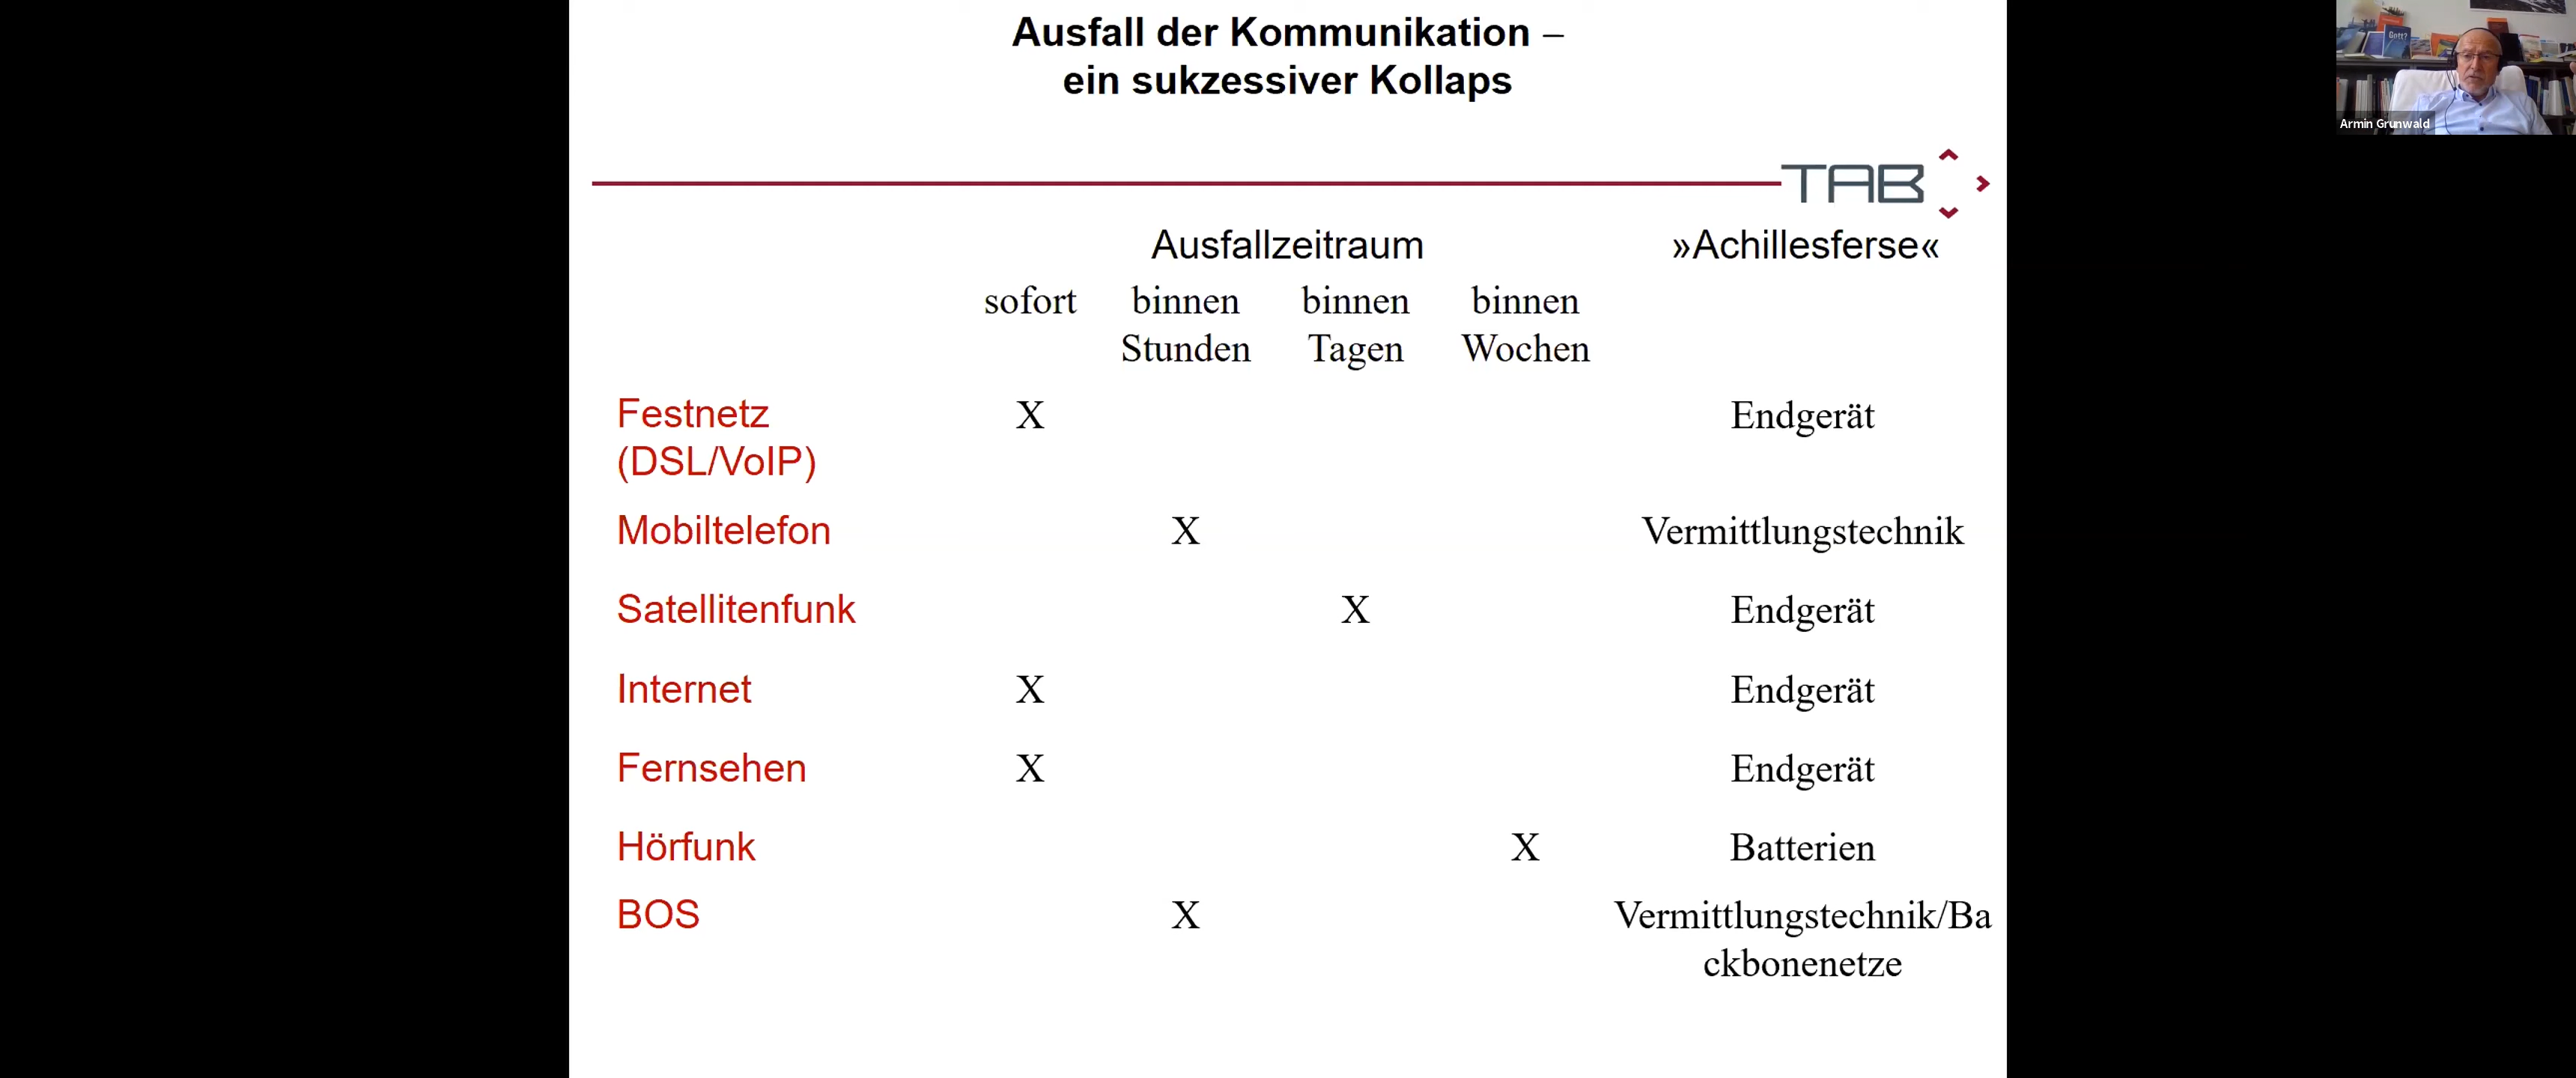 Ausfall der Kommunikation –
ein sukzessiver Kollaps
Gott?
Armin Grunwald
TAB
Ausfallzeitraum »Achillesferse«
sofort binnen binnen binnen
Stunden Tagen Wochen
Festnetz X Endgerät
(DSL/VoIP)
Mobiltelefon X Vermittlungstechnik
Satellitenfunk X Endgerät
Internet X Endgerät
Fernsehen X Endgerät
Hörfunk X Batterien
BOS X Vermittlungstechnik/Ba
ckbonenetze